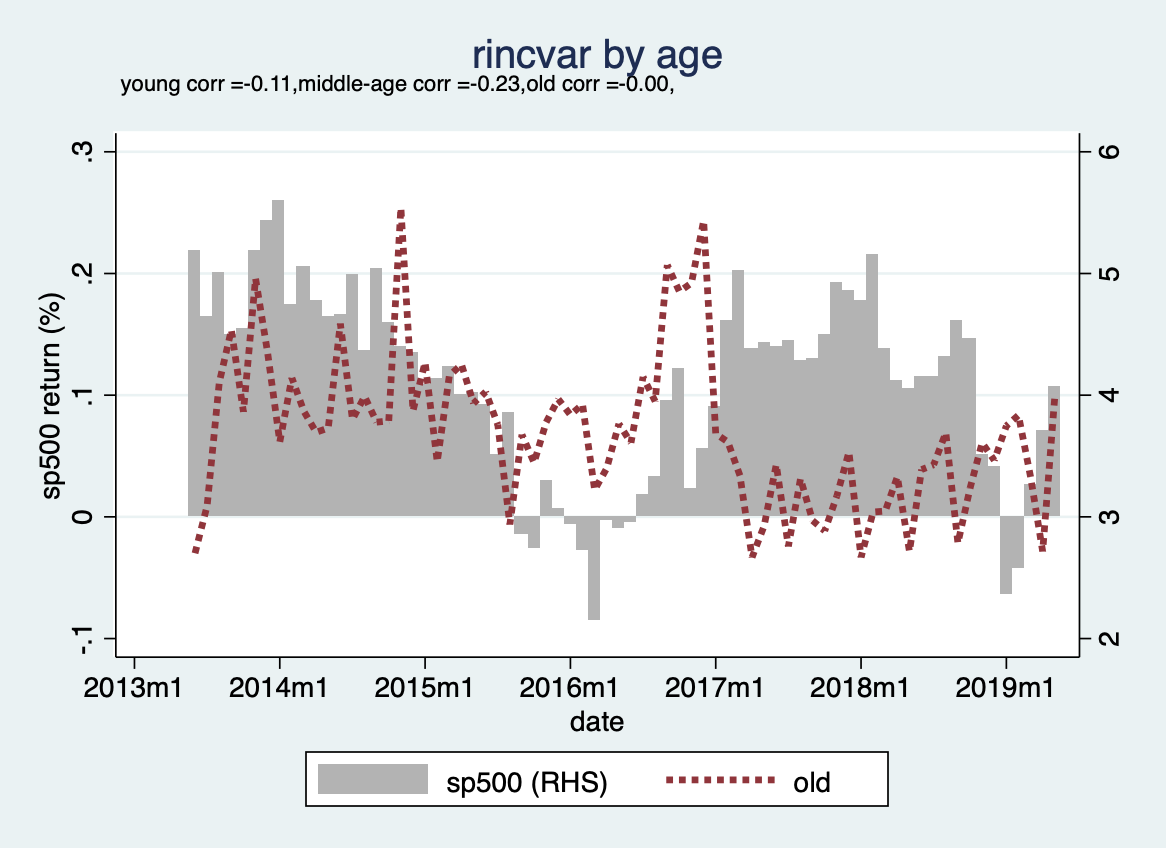 rincvar by age
young corr =-0.11,middle-age corr =-0.23,old corr =-0.00,
sp500 return (%)
.3
.2
.1
0
-.1
6
5
4
3
2
2013m1 2014m1 2015m1 2016m1 2017m1 2018m1 2019m1
date
sp500 (RHS) old